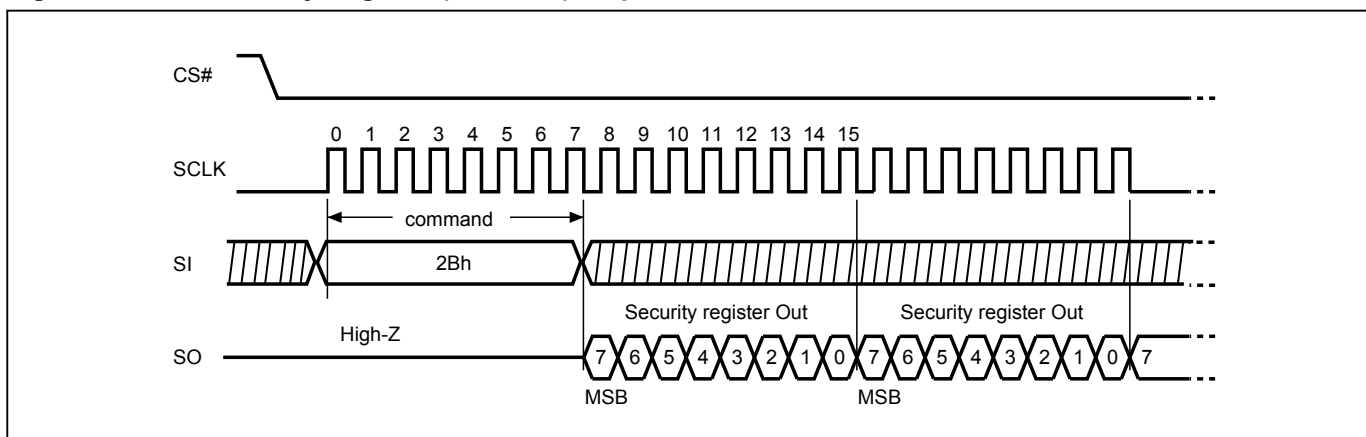 CS#
0 1 2 3 4 5 6 7 8 9 10 11 12 13 14 15
SCLK
command
SI
2Bh
Security register Out Security register Out
High-Z
SO
7 6 5 4 3 2 1 0 7 6 5 4 3 2 1 0 7
MSB MSB